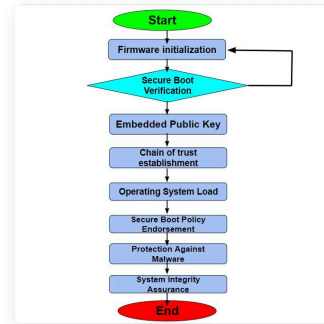 Start
Firmware initialization
Secure Boot
Verification
Embedded Public Key
Chain of trust
establishment
Operating System Load
Secure Boot Policy
Endorsement
Protection Against
Malware
System Integrity
Assurance
End